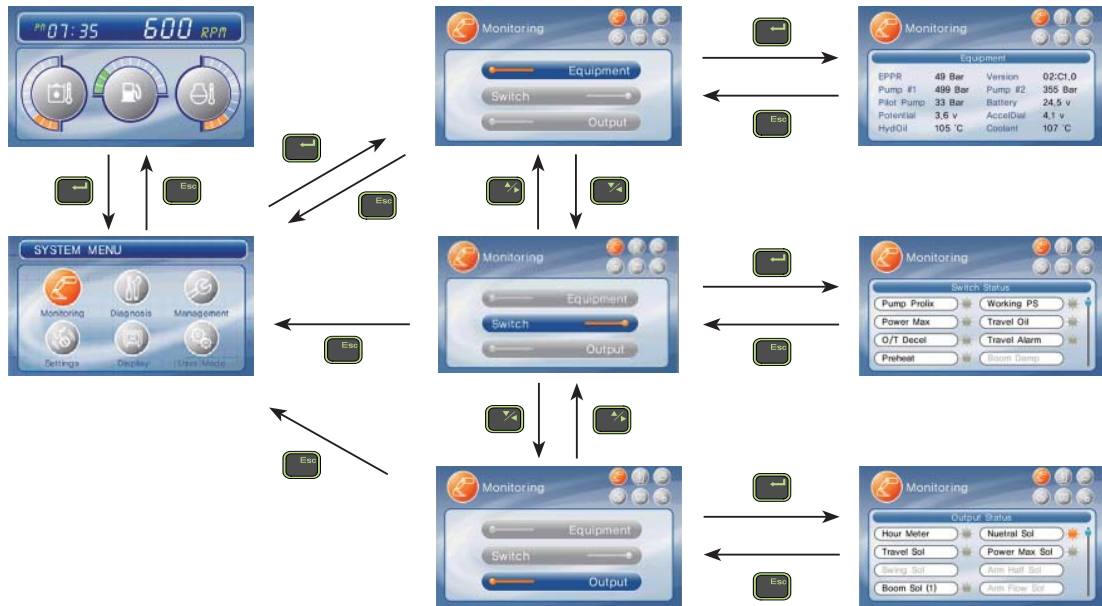 PM 07:35 600 RPM
Monitoring
Equipment
Switch
Output
Monitoring
Equipment
EPPR 49 Bar Version 02:C1.0
Pump #1 499 Bar Pump #2 355 Bar
Pilot Pump 33 Bar Battery 24,5 v
Potential 3,6 v AccelDial 4,1 v
HydOil 105 °C Coolant 107 °C
Esc
Esc
Esc
SYSTEM MENU
Monitoring Diagnosis Management
Settings Display User Mode
Monitoring
Equipment
Switch
Output
Monitoring
Switch Status
Pump Prolix Working PS
Power Max Travel Oil
O/T Decel Travel Alarm
Preheat Boom Damp
Esc
Esc
Esc
Monitoring
Equipment
Switch
Output
Monitoring
Output Status
Hour Meter Nuetral Sol
Travel Sol Power Max Sol
Swing Sol Arm Half Sol
Boom Sol (1) Arm Flow Sol
Esc